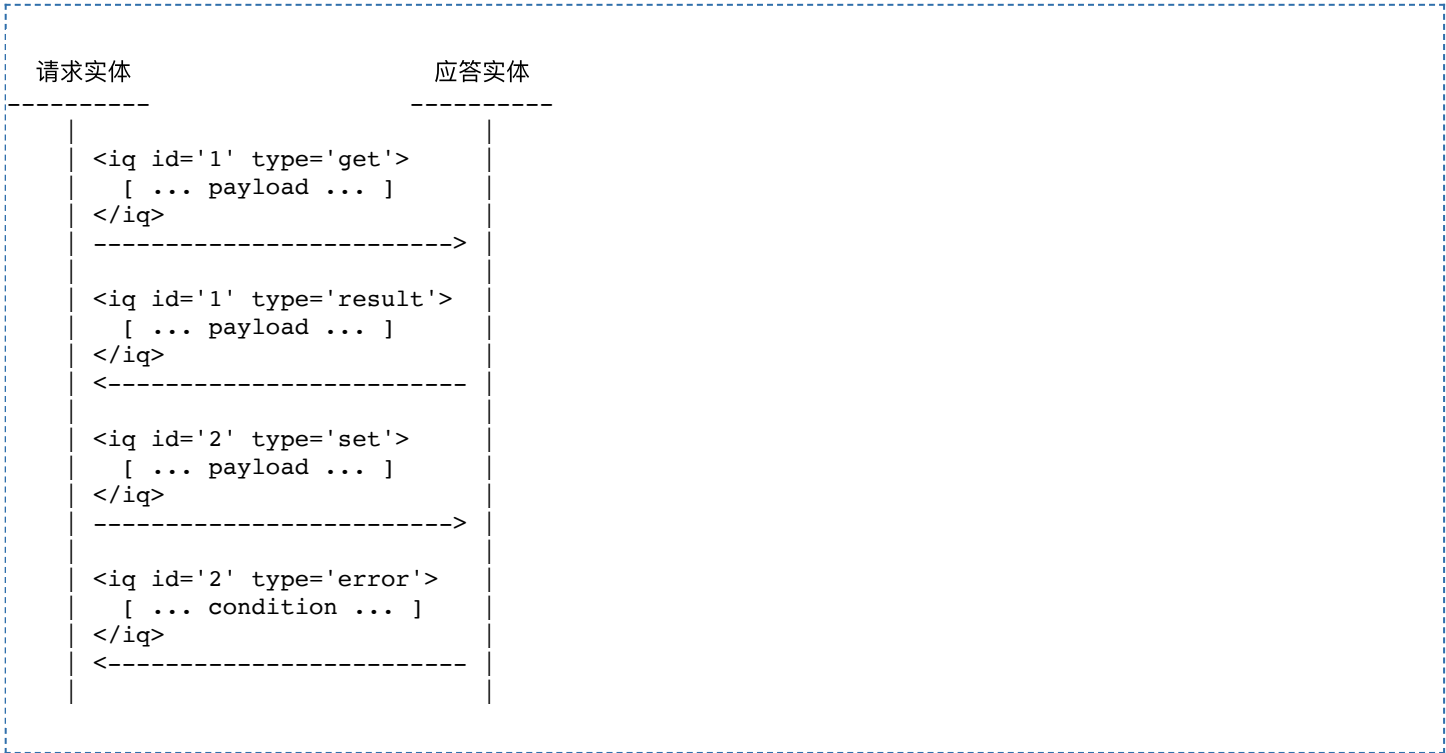 请求实体                    应答实体
----------                  ----------
    |                            |
    | <iq id='1' type='get'>     |
    |   [ ... payload ... ]      |
    | </iq>                      |
    | -------------------------> |
    |                            |
    | <iq id='1' type='result'>  |
    |   [ ... payload ... ]      |
    | </iq>                      |
    | <------------------------- |
    |                            |
    | <iq id='2' type='set'>     |
    |   [ ... payload ... ]      |
    | </iq>                      |
    | -------------------------> |
    |                            |
    | <iq id='2' type='error'>   |
    |   [ ... condition ... ]    |
    | </iq>                      |
    | <------------------------- |
    |                            |